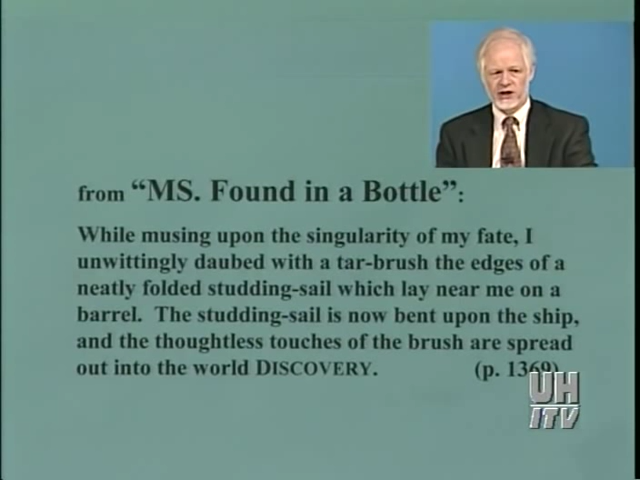 from “MS. Found in a Bottle”:
While musing upon the singularity of my fate, I
unwittingly daubed with a tar-brush the edges of a
neatly folded studding-sail which lay near me on a
barrel.  The studding-sail is now bent upon the ship,
and the thoughtless touches of the brush are spread
out into the world DISCOVERY.
(p. 1369)
UH
ITV